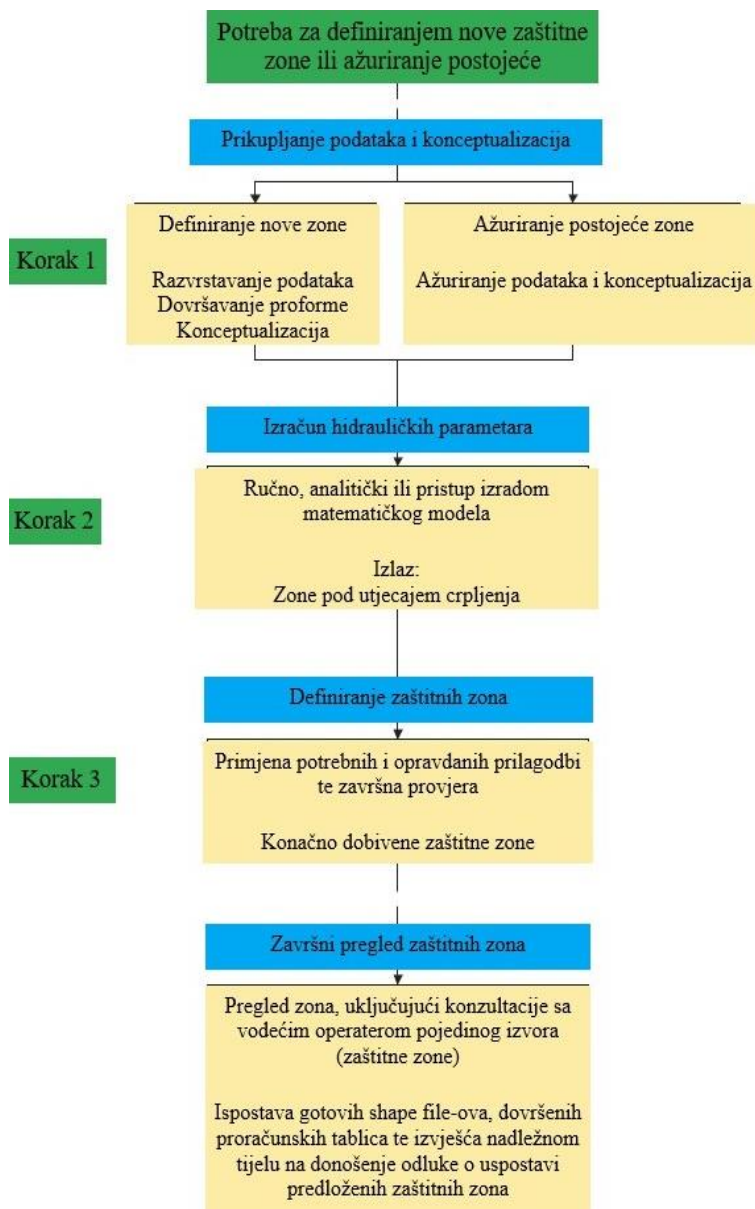 Potreba za definiranjem nove zaštitne
zone ili ažuriranje postojeće
Prikupljanje podataka i konceptualizacija
Korak 1
Definiranje nove zone
Razvrstavanje podataka
Dovršavanje proforme
Konceptualizacija
Ažuriranje postojeće zone
Ažuriranje podataka i konceptualizacija
Izračun hidrauličkih parametara
Korak 2
Ručno, analitički ili pristup izradom
matematičkog modela
Izlaz:
Zone pod utjecajem crpljenja
Definiranje zaštitnih zona
Korak 3
Primjena potrebnih i opravdanih prilagodbi
te završna provjera
Konačno dobivene zaštitne zone
Završni pregled zaštitnih zona
Pregled zona, uključujući konzultacije sa
vodećim operaterom pojedinog izvora
(zaštitne zone)
Ispostava gotovih shape file-ova, dovršenih
proračunskih tablica te izvješća nadležnom
tijelu na donošenje odluke o uspostavi
predloženih zaštitnih zona